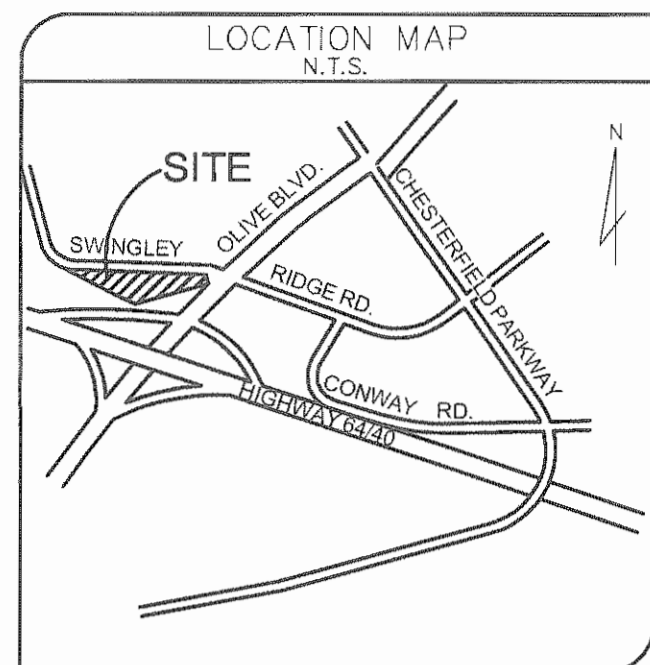 LOCATION MAP
N.T.S.
N
SITE
OLIVE BLVD.
CHESTERFIELD PARKWAY
SWINGLEY
RIDGE RD.
CONWAY RD.
HIGHWAY 64/40